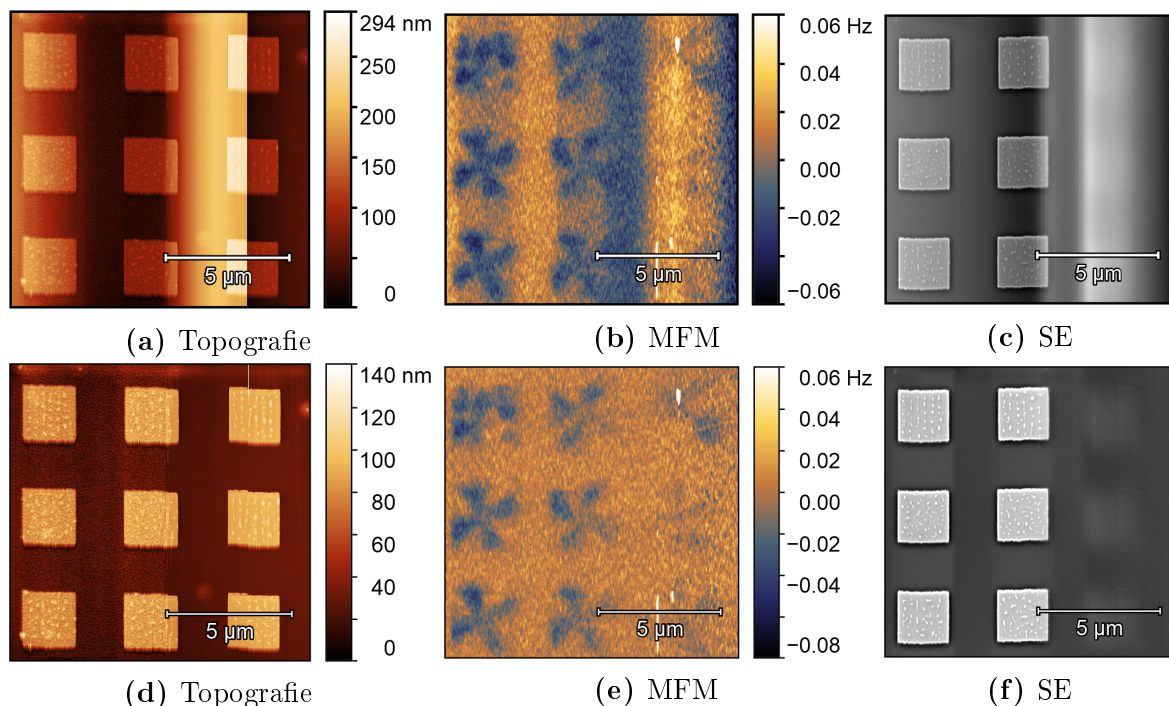 294 nm
250
200
150
100
0
5 µm
0.06 Hz
0.04
0.02
0.00
−0.02
−0.04
−0.06
5 µm
5 µm
(a) Topografie
(b) MFM
(c) SE
140 nm
120
100
80
60
40
0
5 µm
0.06 Hz
0.04
0.02
0.00
−0.02
−0.04
−0.08
5 µm
5 µm
(d) Topografie
(e) MFM
(f) SE